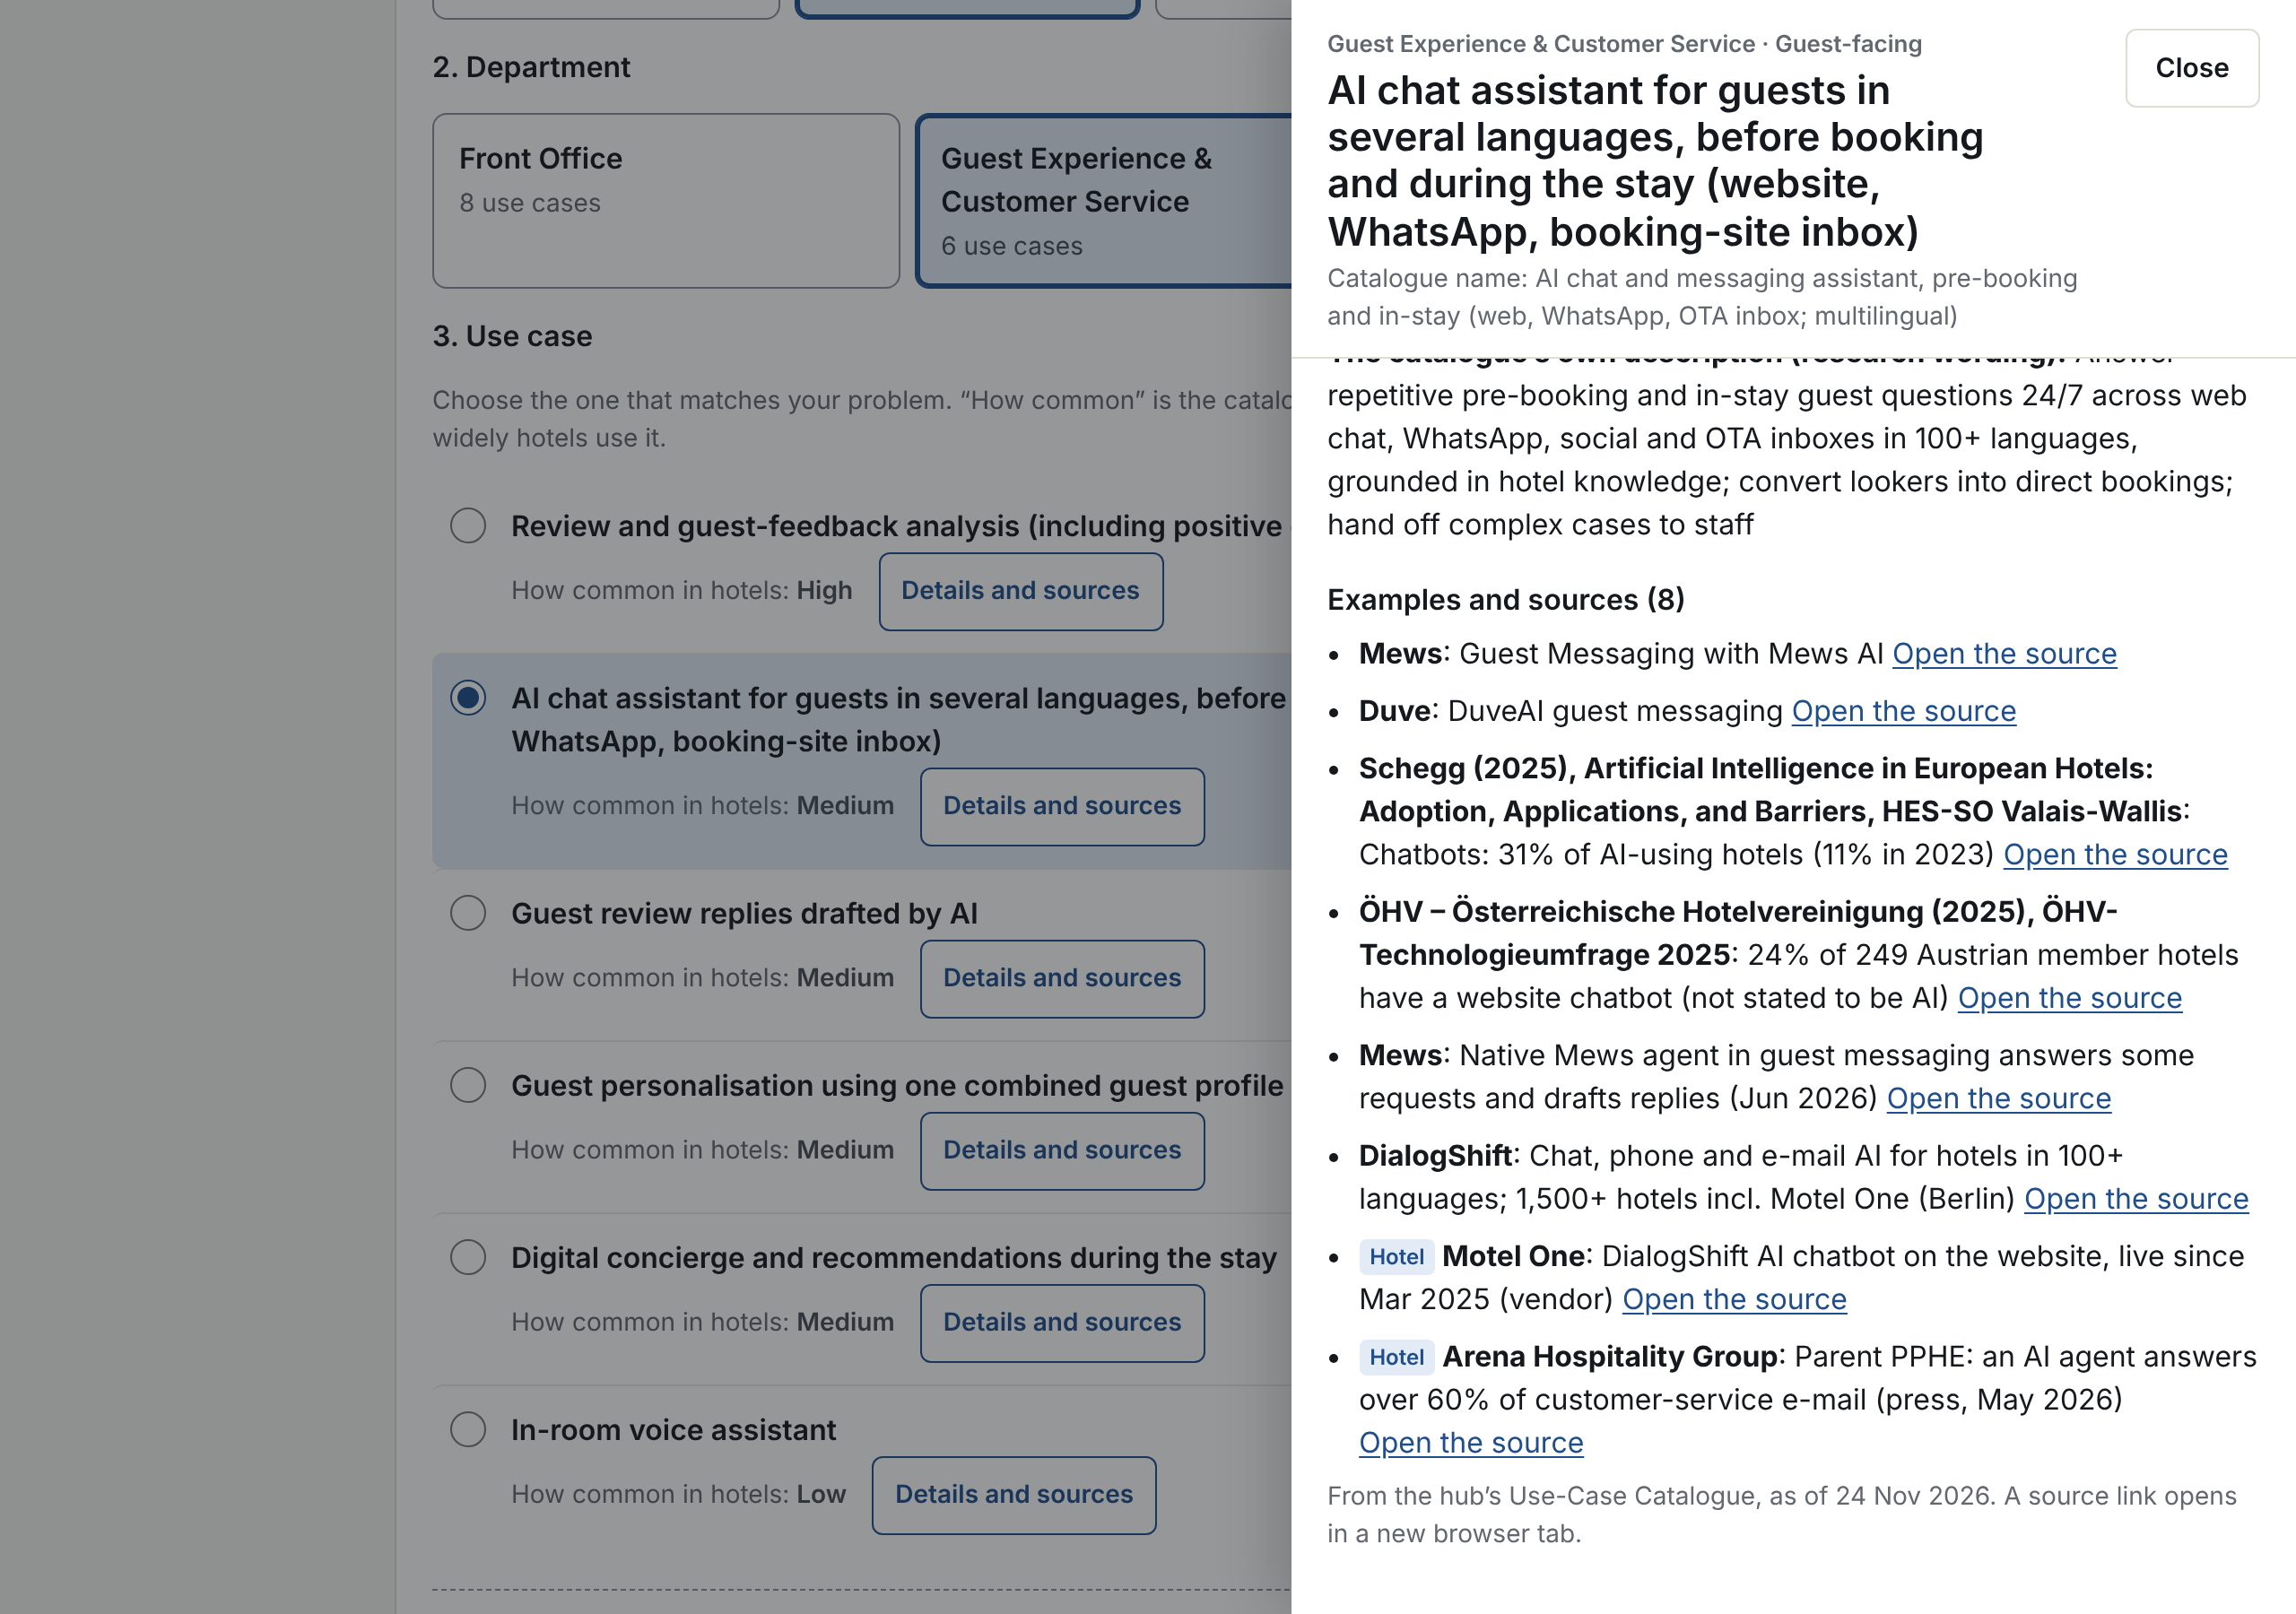 2. Department
Front Office
8 use cases
Guest Experience &
Customer Service
6 use cases
3. Use case
Choose the one that matches your problem. “How common” is the
widely hotels use it.
Review and guest-feedback analysis (including positive
How common in hotels: High
Details and sources
AI chat assistant for guests in several languages, before
WhatsApp, booking-site inbox)
How common in hotels: Medium
Details and sources
Guest review replies drafted by AI
How common in hotels: Medium
Details and sources
Guest personalisation using one combined guest profile
How common in hotels: Medium
Details and sources
Digital concierge and recommendations during the stay
How common in hotels: Medium
Details and sources
In-room voice assistant
How common in hotels: Low
Details and sources
Guest Experience & Customer Service · Guest-facing
Close
AI chat assistant for guests in
several languages, before booking
and during the stay (website,
WhatsApp, booking-site inbox)
Catalogue name: AI chat and messaging assistant, pre-booking
and in-stay (web, WhatsApp, OTA inbox; multilingual)
The catalogue’s own description (research wording): Answer
repetitive pre-booking and in-stay guest questions 24/7 across web
chat, WhatsApp, social and OTA inboxes in 100+ languages,
grounded in hotel knowledge; convert lookers into direct bookings;
hand off complex cases to staff
Examples and sources (8)
Mews: Guest Messaging with Mews AI Open the source
Duve: DuveAI guest messaging Open the source
Schegg (2025), Artificial Intelligence in European Hotels:
Adoption, Applications, and Barriers, HES-SO Valais-Wallis:
Chatbots: 31% of AI-using hotels (11% in 2023) Open the source
ÖHV – Österreichische Hotelvereinigung (2025), ÖHV-
Technologieumfrage 2025: 24% of 249 Austrian member hotels
have a website chatbot (not stated to be AI) Open the source
Mews: Native Mews agent in guest messaging answers some
requests and drafts replies (Jun 2026) Open the source
DialogShift: Chat, phone and e-mail AI for hotels in 100+
languages; 1,500+ hotels incl. Motel One (Berlin) Open the source
Hotel Motel One: DialogShift AI chatbot on the website, live since
Mar 2025 (vendor) Open the source
Hotel Arena Hospitality Group: Parent PPHE: an AI agent answers
over 60% of customer-service e-mail (press, May 2026)
Open the source
From the hub’s Use-Case Catalogue, as of 24 Nov 2026. A source link opens
in a new browser tab.